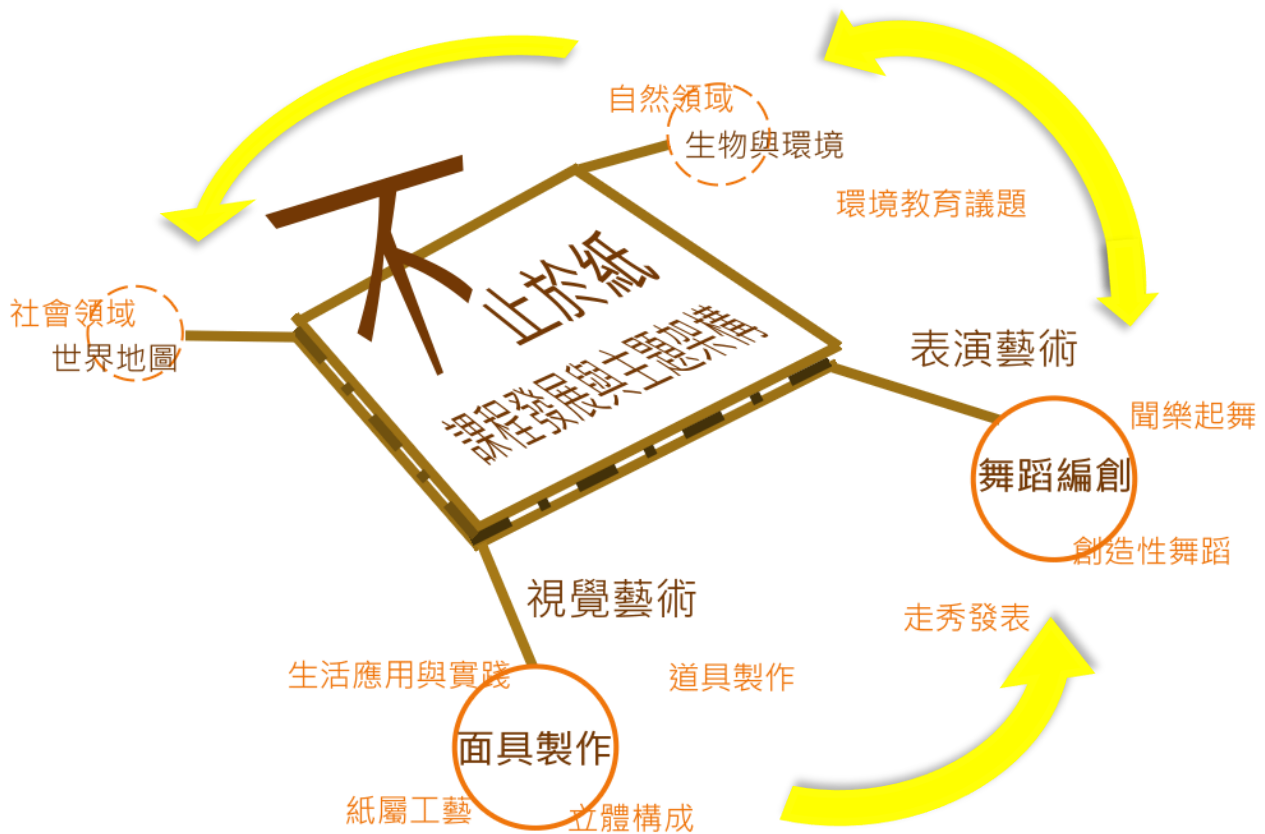 自然領域
生物與環境
環境教育議題
不
止於紙
課程發展與主題架構
社會領域
世界地圖
表演藝術
聞樂起舞
舞蹈編創
創造性舞蹈
走秀發表
視覺藝術
生活應用與實踐
道具製作
面具製作
紙屬工藝
立體構成